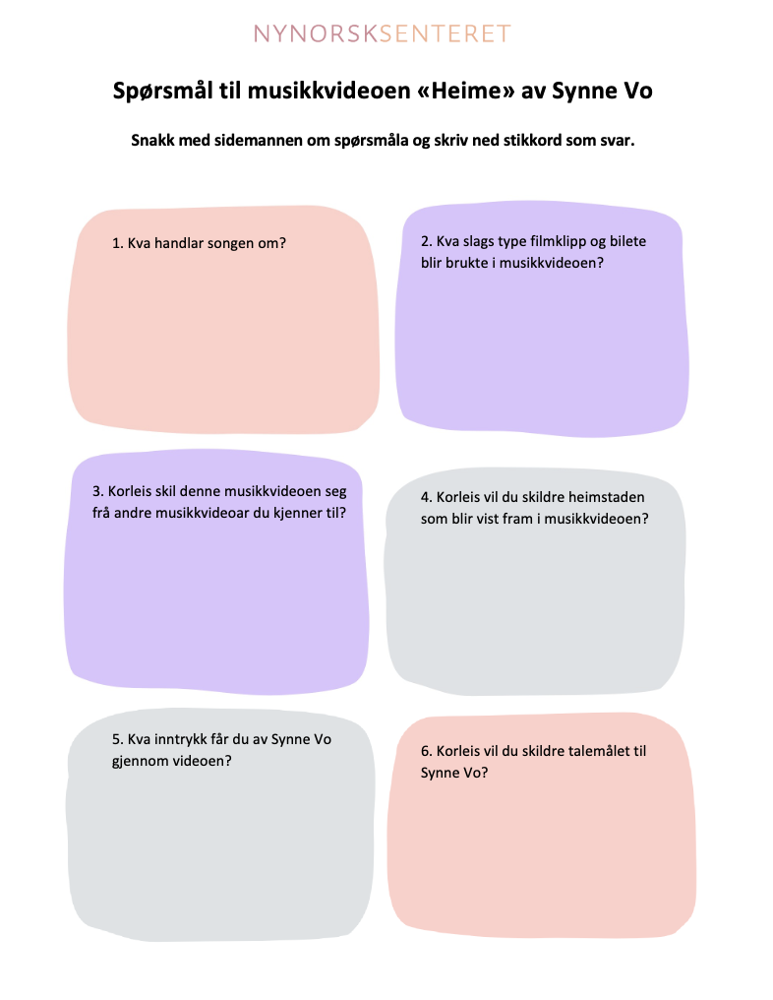 NYNORSKSENTERET
Spørsmål til musikkvideoen «Heime» av Synne Vo
Snakk med sidemannen om spørsmåla og skriv ned stikkord som svar.
1. Kva handlar songen om?
2. Kva slags type filmklipp og bilete
blir brukte i musikkvideoen?
3. Korleis skil denne musikkvideoen seg
frå andre musikkvideoar du kjenner til?
4. Korleis vil du skildre heimstaden
som blir vist fram i musikkvideoen?
5. Kva inntrykk får du av Synne Vo
gjennom videoen?
6. Korleis vil du skildre talemålet til
Synne Vo?